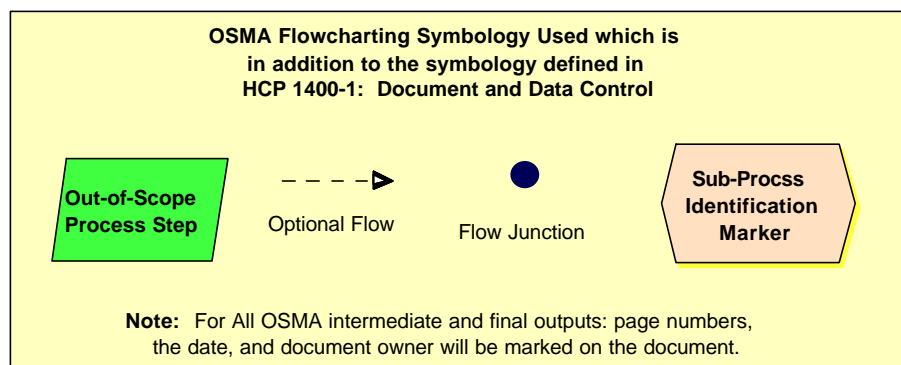 OSMA Flowcharting Symbology Used which is
in addition to the symbology defined in
HCP 1400-1: Document and Data Control
Out-of-Scope
Process Step
Optional Flow
Flow Junction
Sub-Procss
Identification
Marker
Note: For All OSMA intermediate and final outputs: page numbers,
the date, and document owner will be marked on the document.